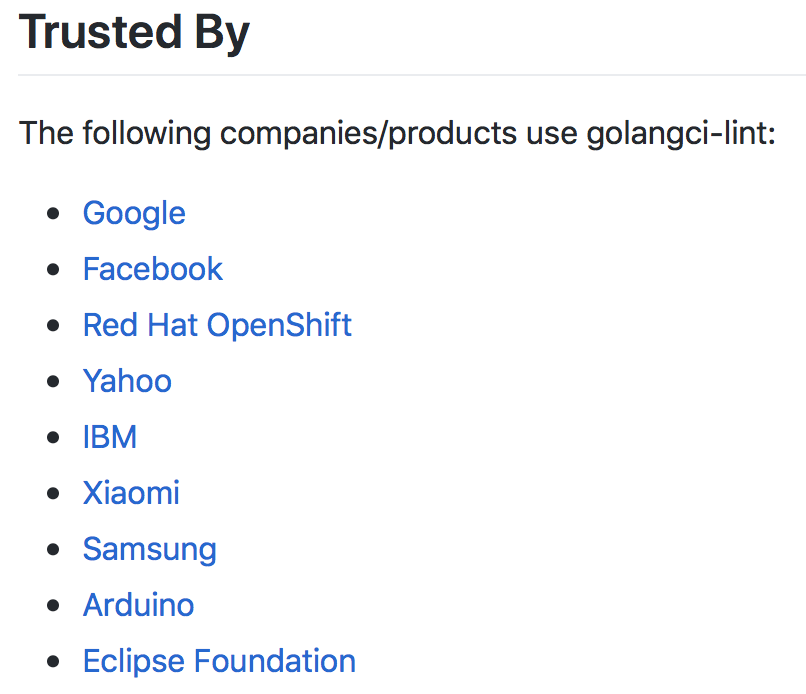 Trusted By
The following companies/products use golangci-lint:
Google
Facebook
Red Hat OpenShift
Yahoo
IBM
Xiaomi
Samsung
Arduino
Eclipse Foundation